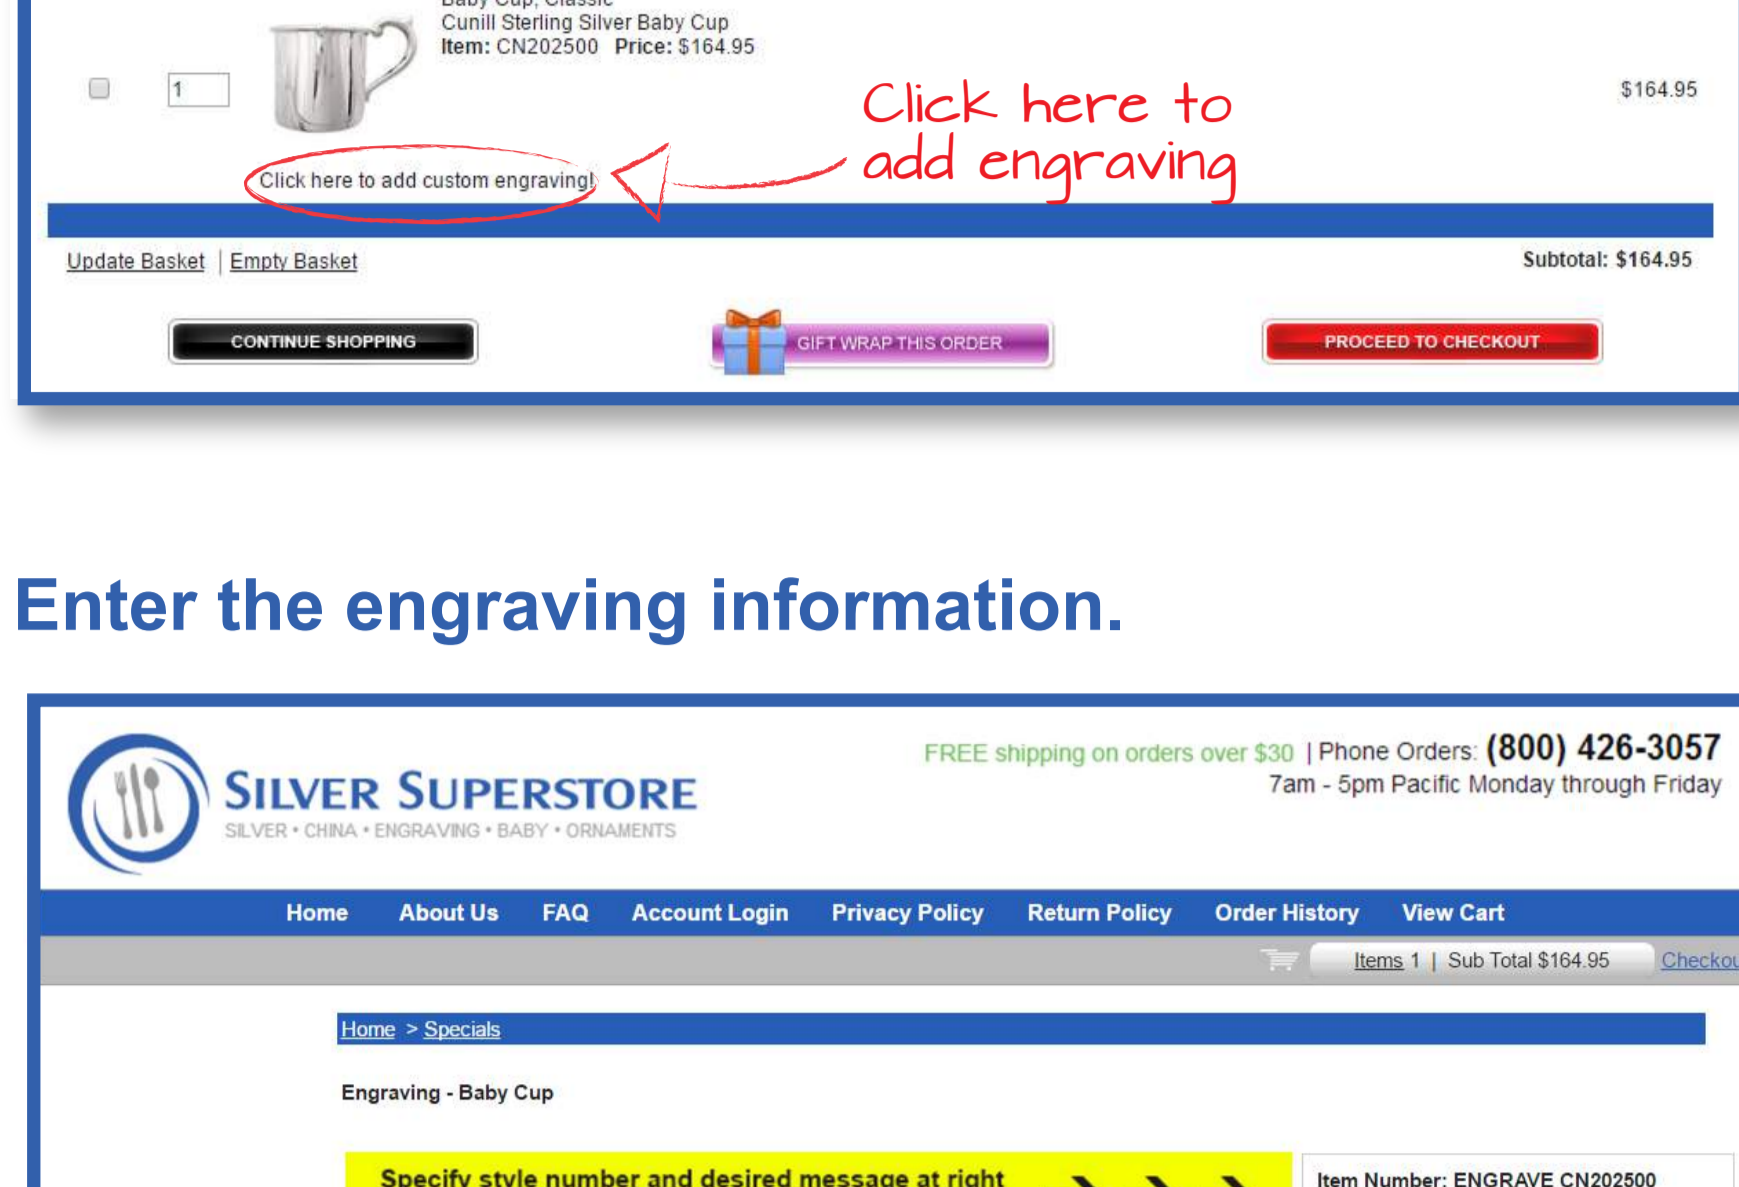 Baby Cup, Classic
Cunill Sterling Silver Baby Cup
Item: CN202500 Price: $164.95
1
$164.95
Click here to
add engraving
Click here to add custom engraving!
Update Basket | Empty Basket
Subtotal: $164.95
CONTINUE SHOPPING
GIFT WRAP THIS ORDER
PROCEED TO CHECKOUT
Enter the engraving information.
FREE shipping on orders over $30 | Phone Orders: (800) 426-3057
7am - 5pm Pacific Monday through Friday
SILVER SUPERSTORE
SILVER • CHINA • ENGRAVING • BABY • ORNAMENTS
Home About Us FAQ Account Login Privacy Policy Return Policy Order History View Cart
Items 1 | Sub Total $164.95 Checkou
Home > Specials
Engraving - Baby Cup
Specify style number and desired message at right
Item Number: ENGRAVE CN202500